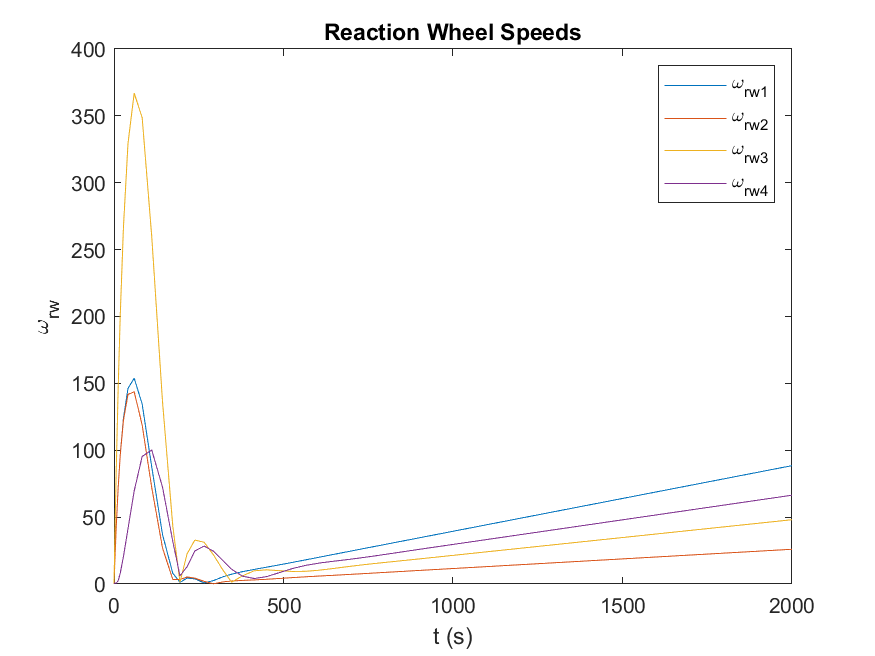 Reaction Wheel Speeds
400
350
300
250
200
150
100
50
0
ω_rw
ω_rw1
ω_rw2
ω_rw3
ω_rw4
0 500 1000 1500 2000
t (s)